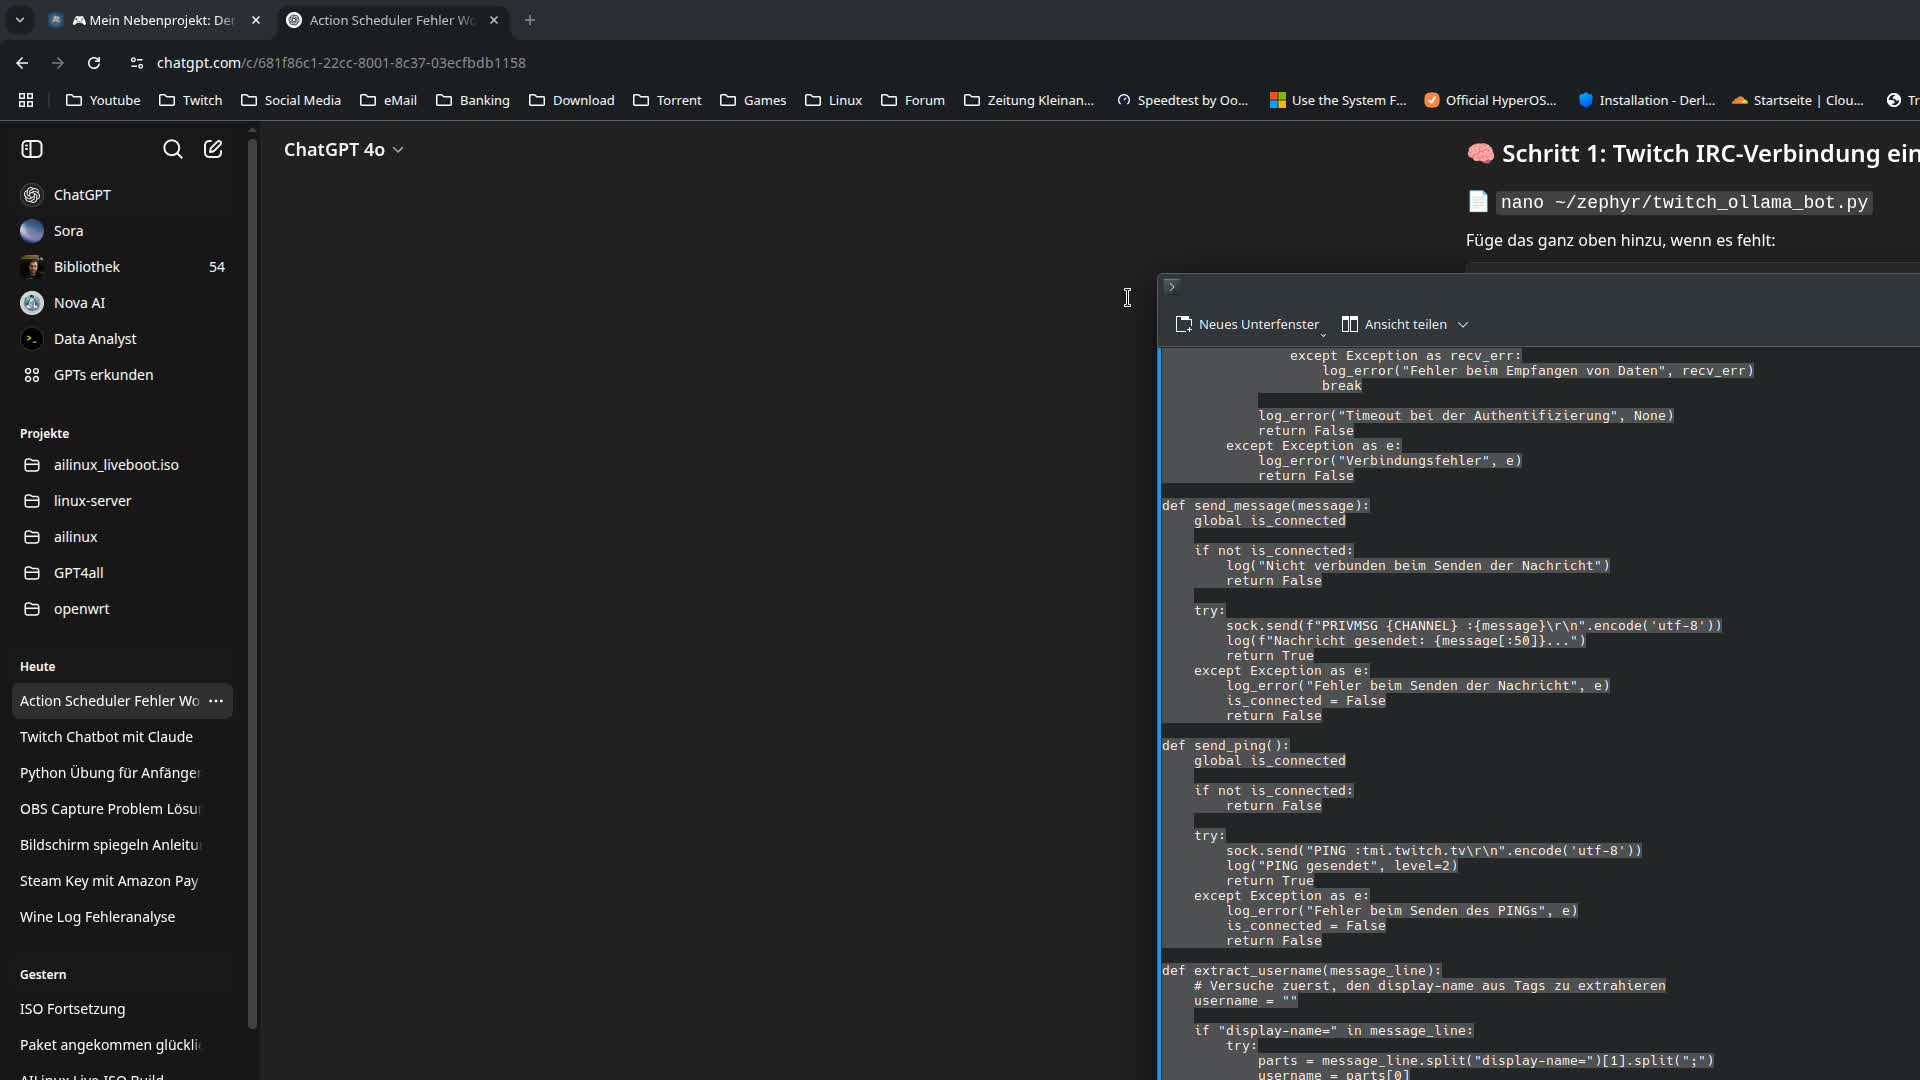 🎮 Mein Nebenprojekt: De
Action Scheduler Fehler Wo
chatgpt.com/c/681f86c1-22cc-8001-8c37-03ecfbdb1158
Youtube
Twitch
Social Media
eMail
Banking
Download
Torrent
Games
Linux
Forum
Zeitung Kleinan...
Speedtest by Oo...
Use the System F...
Official HyperOS...
Installation - Derl...
Startseite | Clou...
Tr
ChatGPT
Sora
Bibliothek 54
Nova AI
Data Analyst
GPTs erkunden
Projekte
ailinux_liveboot.iso
linux-server
ailinux
GPT4all
openwrt
Heute
Action Scheduler Fehler Wo
Twitch Chatbot mit Claude
Python Übung für Anfänger
OBS Capture Problem Lösu
Bildschirm spiegeln Anleitu
Steam Key mit Amazon Pay
Wine Log Fehleranalyse
Gestern
ISO Fortsetzung
Paket angekommen glückli
AILinux Live ISO Build
ChatGPT 4o
🧠 Schritt 1: Twitch IRC-Verbindung ein
📄 nano ~/zephyr/twitch_ollama_bot.py
Füge das ganz oben hinzu, wenn es fehlt:
Neues Unterfenster
Ansicht teilen
                except Exception as recv_err:
                    log_error("Fehler beim Empfangen von Daten", recv_err)
                    break
            log_error("Timeout bei der Authentifizierung", None)
            return False
        except Exception as e:
            log_error("Verbindungsfehler", e)
            return False
def send_message(message):
    global is_connected
    if not is_connected:
        log("Nicht verbunden beim Senden der Nachricht")
        return False
    try:
        sock.send(f"PRIVMSG {CHANNEL} :{message}\r\n".encode('utf-8'))
        log(f"Nachricht gesendet: {message[:50]}...")
        return True
    except Exception as e:
        log_error("Fehler beim Senden der Nachricht", e)
        is_connected = False
        return False
def send_ping():
    global is_connected
    if not is_connected:
        return False
    try:
        sock.send("PING :tmi.twitch.tv\r\n".encode('utf-8'))
        log("PING gesendet", level=2)
        return True
    except Exception as e:
        log_error("Fehler beim Senden des PINGs", e)
        is_connected = False
        return False
def extract_username(message_line):
    # Versuche zuerst, den display-name aus Tags zu extrahieren
    username = ""
    if "display-name=" in message_line:
        try:
            parts = message_line.split("display-name=")[1].split(";")
            username = parts[0]